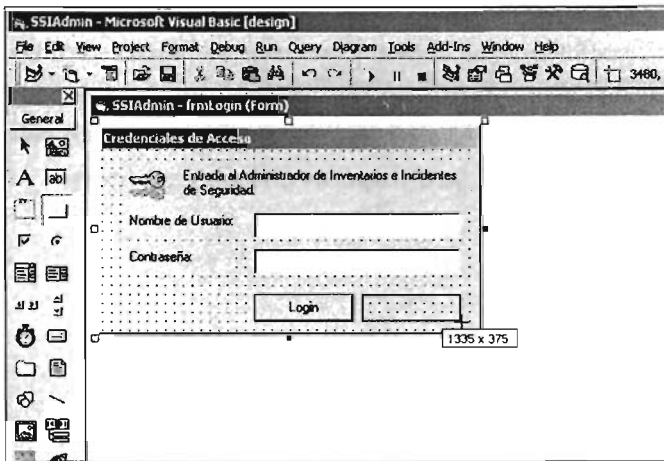 SSIAdmin - Microsoft Visual Basic [design]
File Edit View Project Format Debug Run Query Diagram Tools Add-Ins Window Help
3480,
General
SSIAdmin - frmLogin (Form)
Credenciales de Acceso
Entrada al Administrador de Inventarios e Incidentes
de Seguridad.
Nombre de Usuario:
Contraseña:
Login
1335 x 375
A
ab